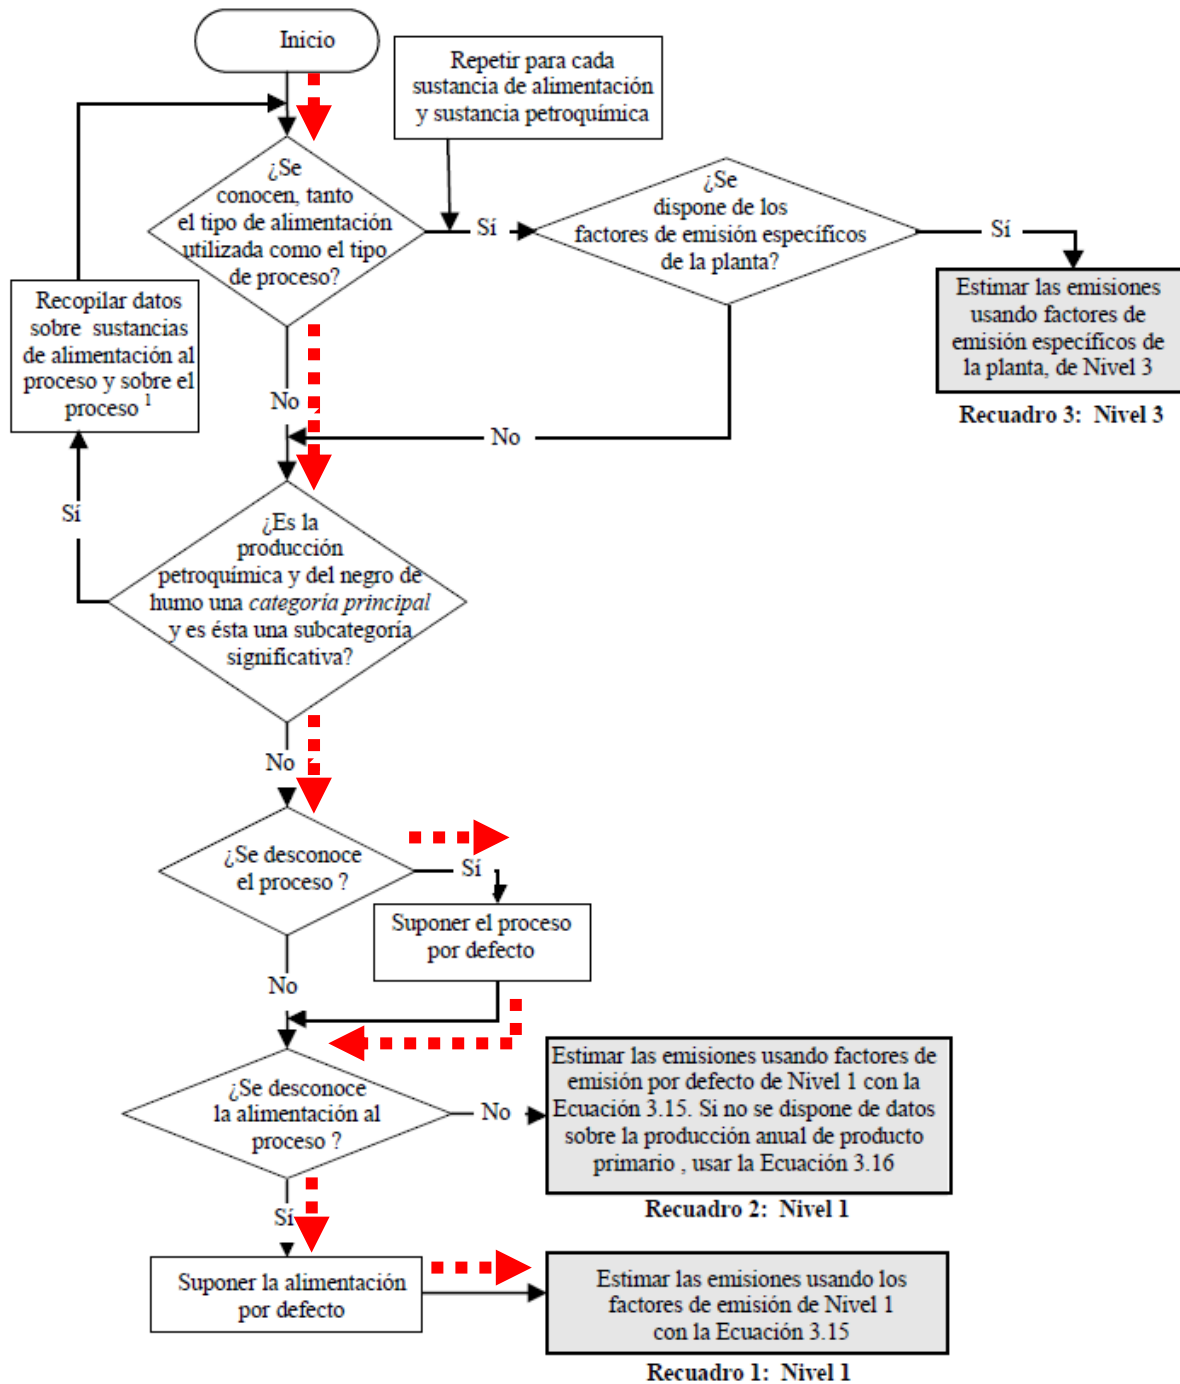 Inicio
Repetir para cada
sustancia de alimentación
y sustancia petroquímica
¿Se
conocen, tanto
el tipo de alimentación
utilizada como el tipo
de proceso?
Sí
¿Se
dispone de los
factores de emisión específicos
de la planta?
Sí
Estimar las emisiones
usando factores de
emisión específicos de
la planta, de Nivel 3
Recuadro 3: Nivel 3
Recopilar datos
sobre sustancias
de alimentación al
proceso y sobre el
proceso 1
No
No
Sí
¿Es la
producción
petroquímica y del negro de
humo una categoría principal
y es ésta una subcategoría
significativa?
No
¿Se desconoce
el proceso ?
Sí
Suponer el proceso
por defecto
No
¿Se desconoce
la alimentación al
proceso ?
No
Estimar las emisiones usando factores de
emisión por defecto de Nivel 1 con la
Ecuación 3.15. Si no se dispone de datos
sobre la producción anual de producto
primario , usar la Ecuación 3.16
Recuadro 2: Nivel 1
Sí
Suponer la alimentación
por defecto
Estimar las emisiones usando los
factores de emisión de Nivel 1
con la Ecuación 3.15
Recuadro 1: Nivel 1